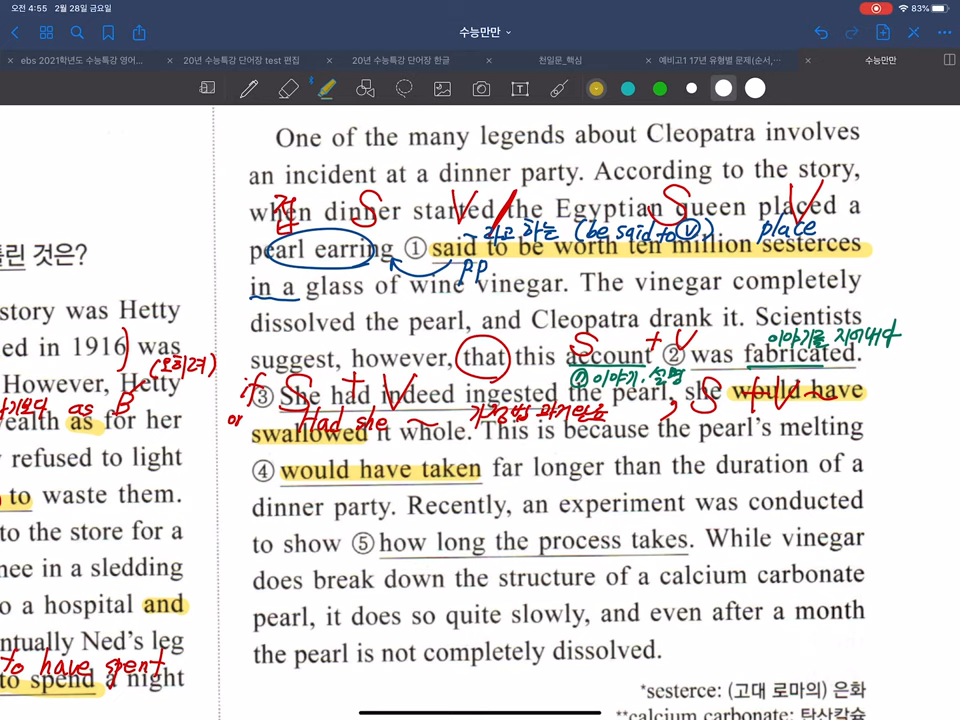 오전 4:55 2월 28일 금요일
83%
수능만만
ebs 2021학년도 수능특강 영어...
20년 수능특강 단어장 test 편집
20년 수능특강 단어장 한글
천일문_핵심
예비고1 17년 유형별 문제(순서,...
수능만만
틀린 것은?
story was Hetty
ed in 1916) was
(오히려)
However, Hetty
as B
ealth as for her
refused to light
to waste them.
to the store for a
nee in a sledding
o a hospital and
entually Ned's leg
to have spent
to spend a night
One of the many legends about Cleopatra involves
an incident at a dinner party. According to the story,
접 S V / S V
when dinner started the Egyptian queen placed a
~라고 하는 (be said to ⓥ) place
pearl earring ① said to be worth ten million sesterces
pp
in a glass of wine vinegar. The vinegar completely
dissolved the pearl, and Cleopatra drank it. Scientists
S + V 이야기를 지어내다
suggest, however, that this account ② was fabricated.
이야기·설명
if S + V , S + V ~
③ She had indeed ingested the pearl, she would have
or Had she ~ 가정법 과거완료
swallowed it whole. This is because the pearl's melting
④ would have taken far longer than the duration of a
dinner party. Recently, an experiment was conducted
to show ⑤ how long the process takes. While vinegar
does break down the structure of a calcium carbonate
pearl, it does so quite slowly, and even after a month
the pearl is not completely dissolved.
*sesterce: (고대 로마의) 은화
**calcium carbonate: 탄산칼슘